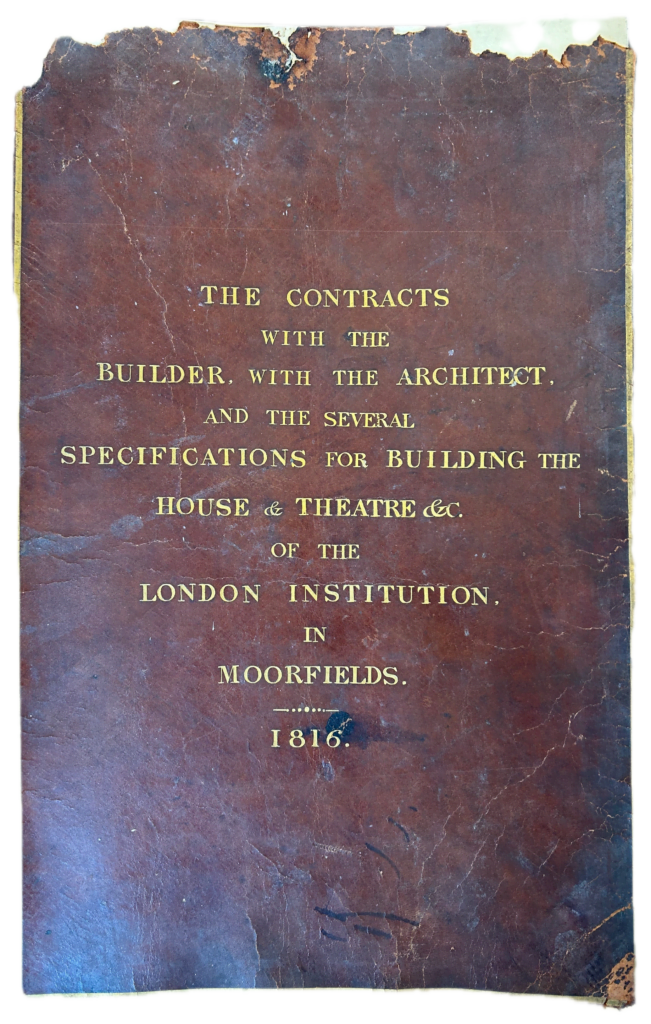 THE CONTRACTS
WITH THE
BUILDER, WITH THE ARCHITECT,
AND THE SEVERAL
SPECIFICATIONS FOR BUILDING THE
HOUSE & THEATRE &C.
OF THE
LONDON INSTITUTION,
IN
MOORFIELDS.
1816.